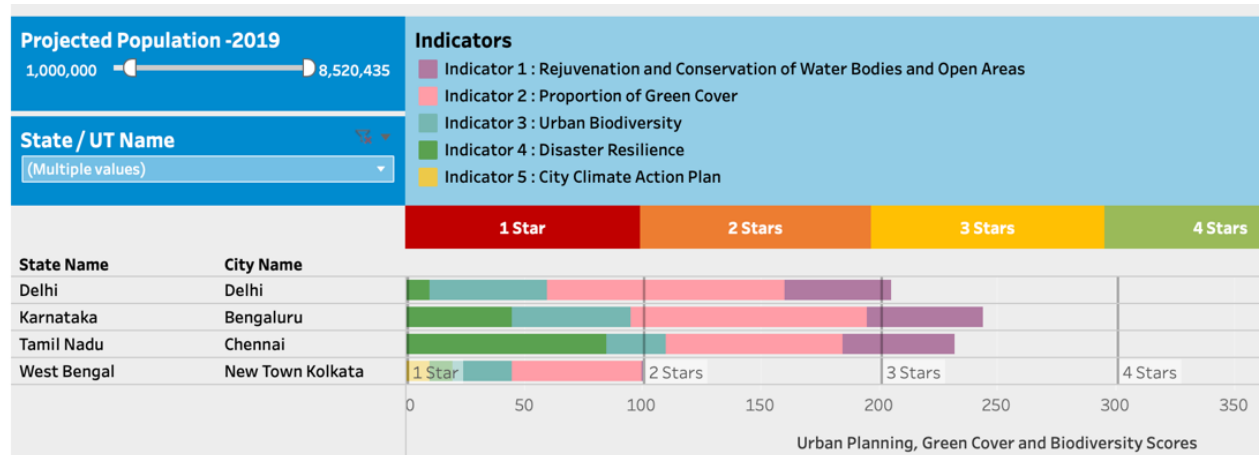 Projected Population -2019
1,000,000 8,520,435
State / UT Name
(Multiple values)
Indicators
Indicator 1 : Rejuvenation and Conservation of Water Bodies and Open Areas
Indicator 2 : Proportion of Green Cover
Indicator 3 : Urban Biodiversity
Indicator 4 : Disaster Resilience
Indicator 5 : City Climate Action Plan
1 Star 2 Stars 3 Stars 4 Stars
State Name City Name
Delhi Delhi
Karnataka Bengaluru
Tamil Nadu Chennai
West Bengal New Town Kolkata 1 Star 2 Stars 3 Stars 4 Stars
0 50 100 150 200 250 300 350
Urban Planning, Green Cover and Biodiversity Scores